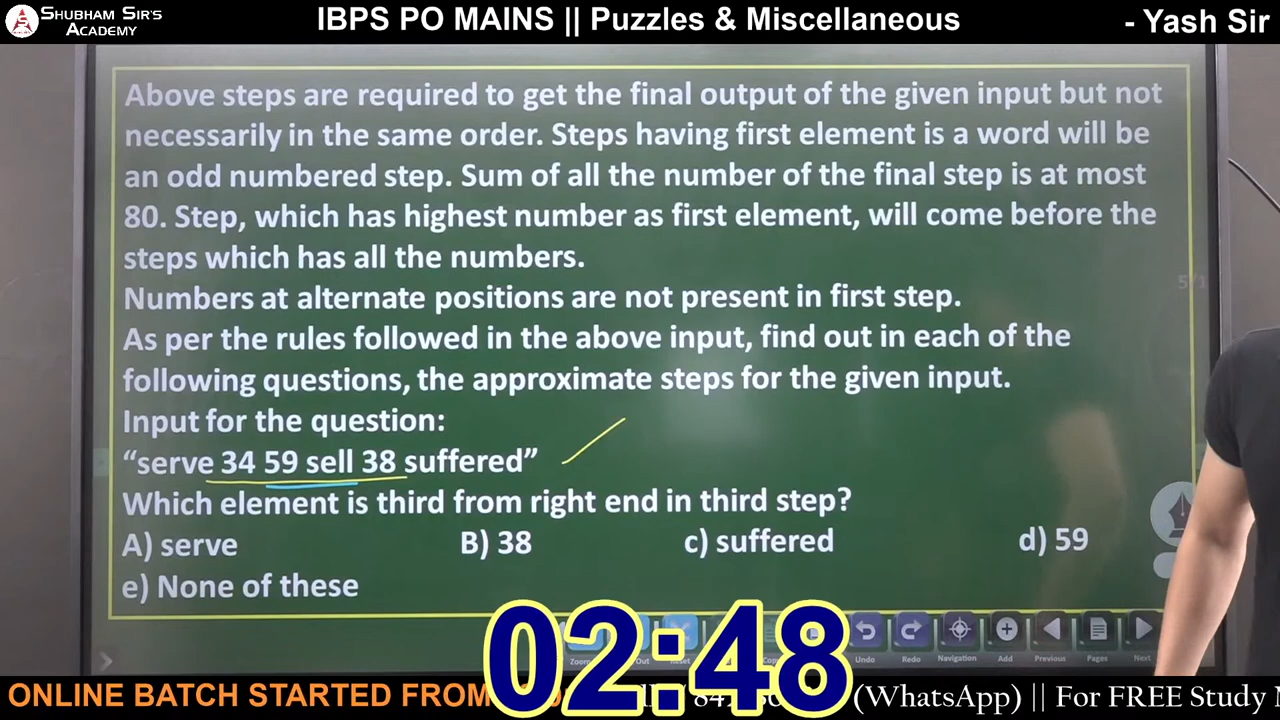 SHUBHAM SIR'S
ACADEMY
IBPS PO MAINS || Puzzles & Miscellaneous
- Yash Sir
Above steps are required to get the final output of the given input but not
necessarily in the same order. Steps having first element is a word will be
an odd numbered step. Sum of all the number of the final step is at most
80. Step, which has highest number as first element, will come before the
steps which has all the numbers.
Numbers at alternate positions are not present in first step.
As per the rules followed in the above input, find out in each of the
following questions, the approximate steps for the given input.
Input for the question:
“serve 34 59 sell 38 suffered”
Which element is third from right end in third step?
A) serve B) 38 c) suffered d) 59
e) None of these
02:48
Undo Redo Navigation Add Previous Pages Next
ONLINE BATCH STARTED FROM (WhatsApp) || For FREE Study